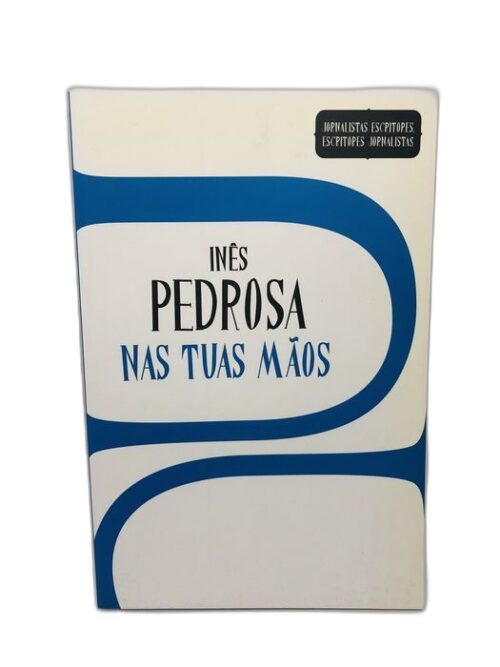 JORNALISTAS ESCRITORES,
ESCRITORES JORNALISTAS
INÊS
PEDROSA
NAS TUAS MÃOS